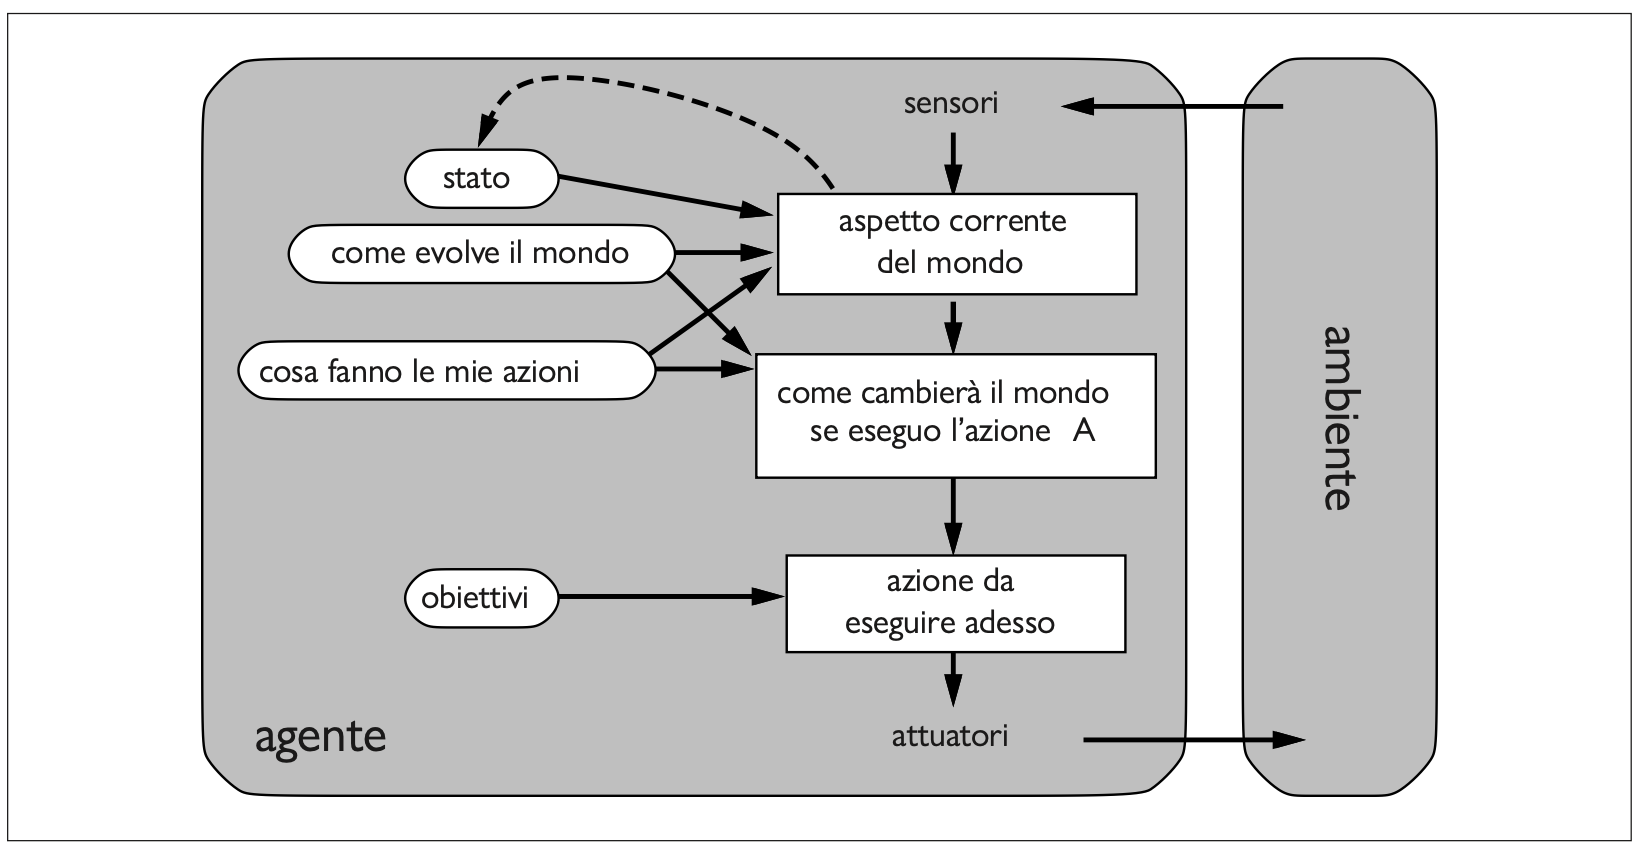 sensori
stato
aspetto corrente
del mondo
come evolve il mondo
cosa fanno le mie azioni
come cambierà il mondo
se eseguo l’azione A
obiettivi
azione da
eseguire adesso
agente
attuatori
ambiente